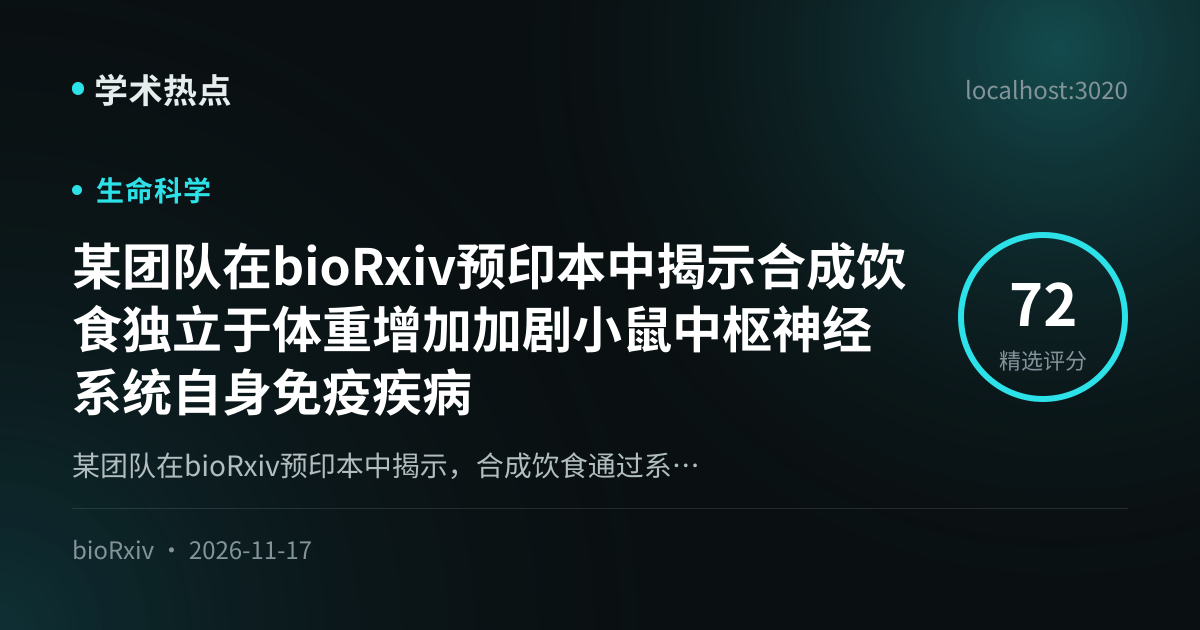 学术热点
localhost:3020
生命科学
某团队在bioRxiv预印本中揭示合成饮
食独立于体重增加加剧小鼠中枢神经
系统自身免疫疾病
72
精选评分
某团队在bioRxiv预印本中揭示，合成饮食通过系…
bioRxiv · 2026-11-17